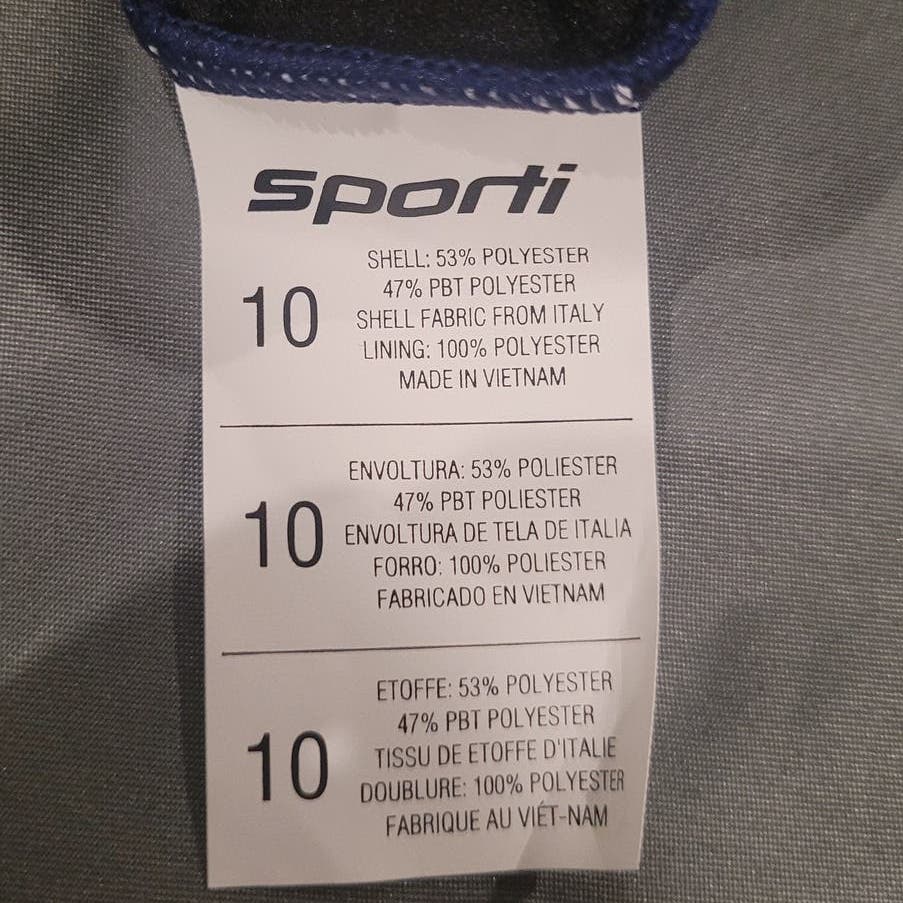 sporti
10
SHELL: 53% POLYESTER
47% PBT POLYESTER
SHELL FABRIC FROM ITALY
LINING: 100% POLYESTER
MADE IN VIETNAM
10
ENVOLTURA: 53% POLIESTER
47% PBT POLIESTER
ENVOLTURA DE TELA DE ITALIA
FORRO: 100% POLIESTER
FABRICADO EN VIETNAM
10
ETOFFE: 53% POLYESTER
47% PBT POLYESTER
TISSU DE ETOFFE D'ITALIE
DOUBLURE: 100% POLYESTER
FABRIQUE AU VIÉT-NAM